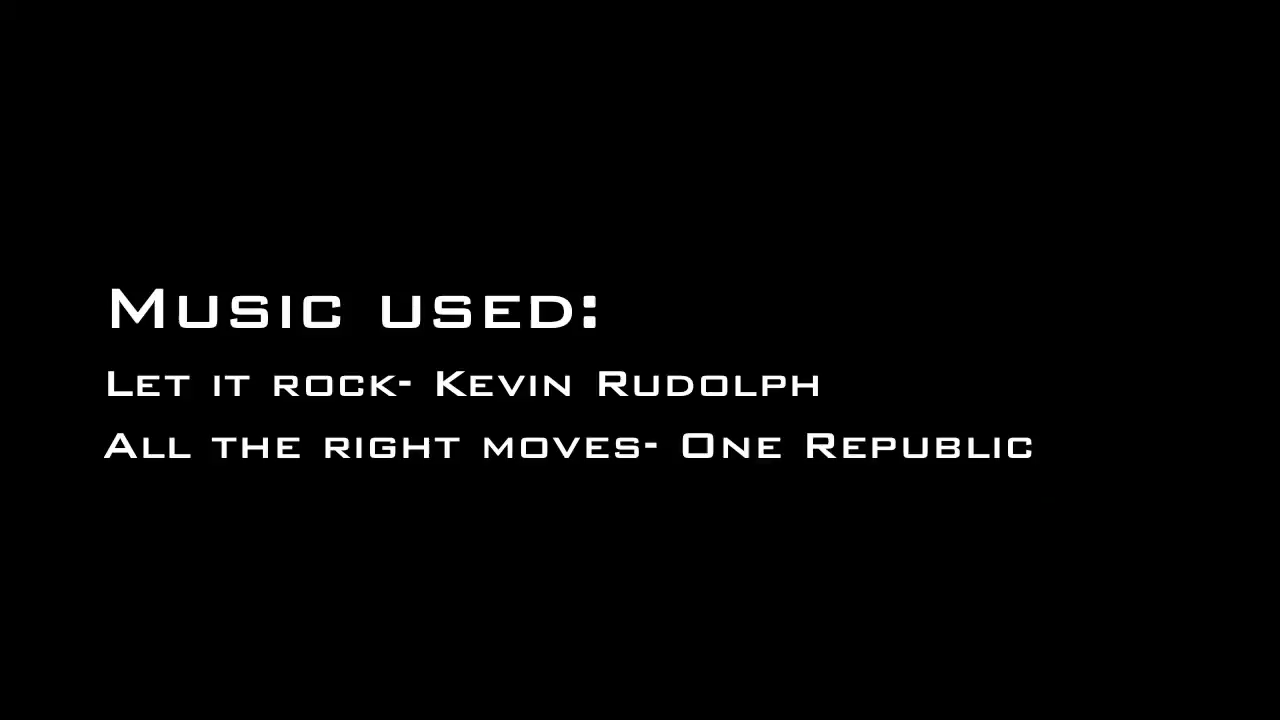 Music used:
Let it rock- Kevin Rudolph
All the right moves- One Republic